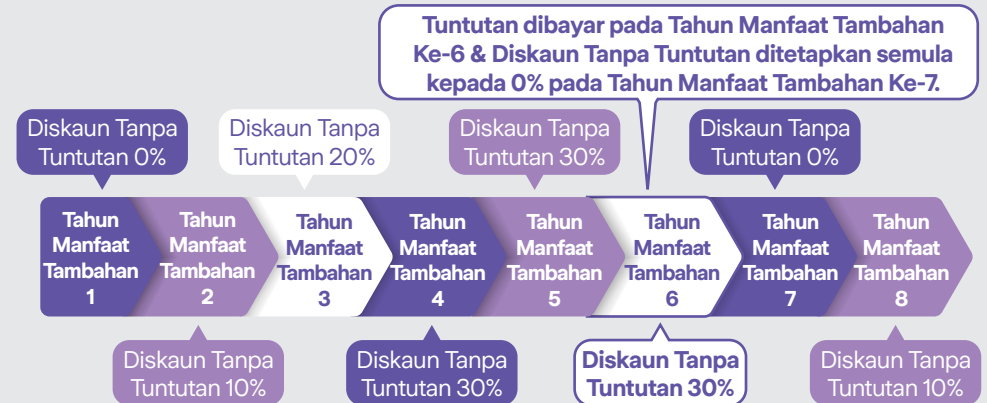 Tuntutan dibayar pada Tahun Manfaat Tambahan
Ke-6 & Diskaun Tanpa Tuntutan ditetapkan semula
kepada 0% pada Tahun Manfaat Tambahan Ke-7.
Diskaun Tanpa
Tuntutan 0%
Diskaun Tanpa
Tuntutan 20%
Diskaun Tanpa
Tuntutan 30%
Diskaun Tanpa
Tuntutan 0%
Tahun
Manfaat
Tambahan
1
Tahun
Manfaat
Tambahan
2
Tahun
Manfaat
Tambahan
3
Tahun
Manfaat
Tambahan
4
Tahun
Manfaat
Tambahan
5
Tahun
Manfaat
Tambahan
6
Tahun
Manfaat
Tambahan
7
Tahun
Manfaat
Tambahan
8
Diskaun Tanpa
Tuntutan 10%
Diskaun Tanpa
Tuntutan 30%
Diskaun Tanpa
Tuntutan 30%
Diskaun Tanpa
Tuntutan 10%